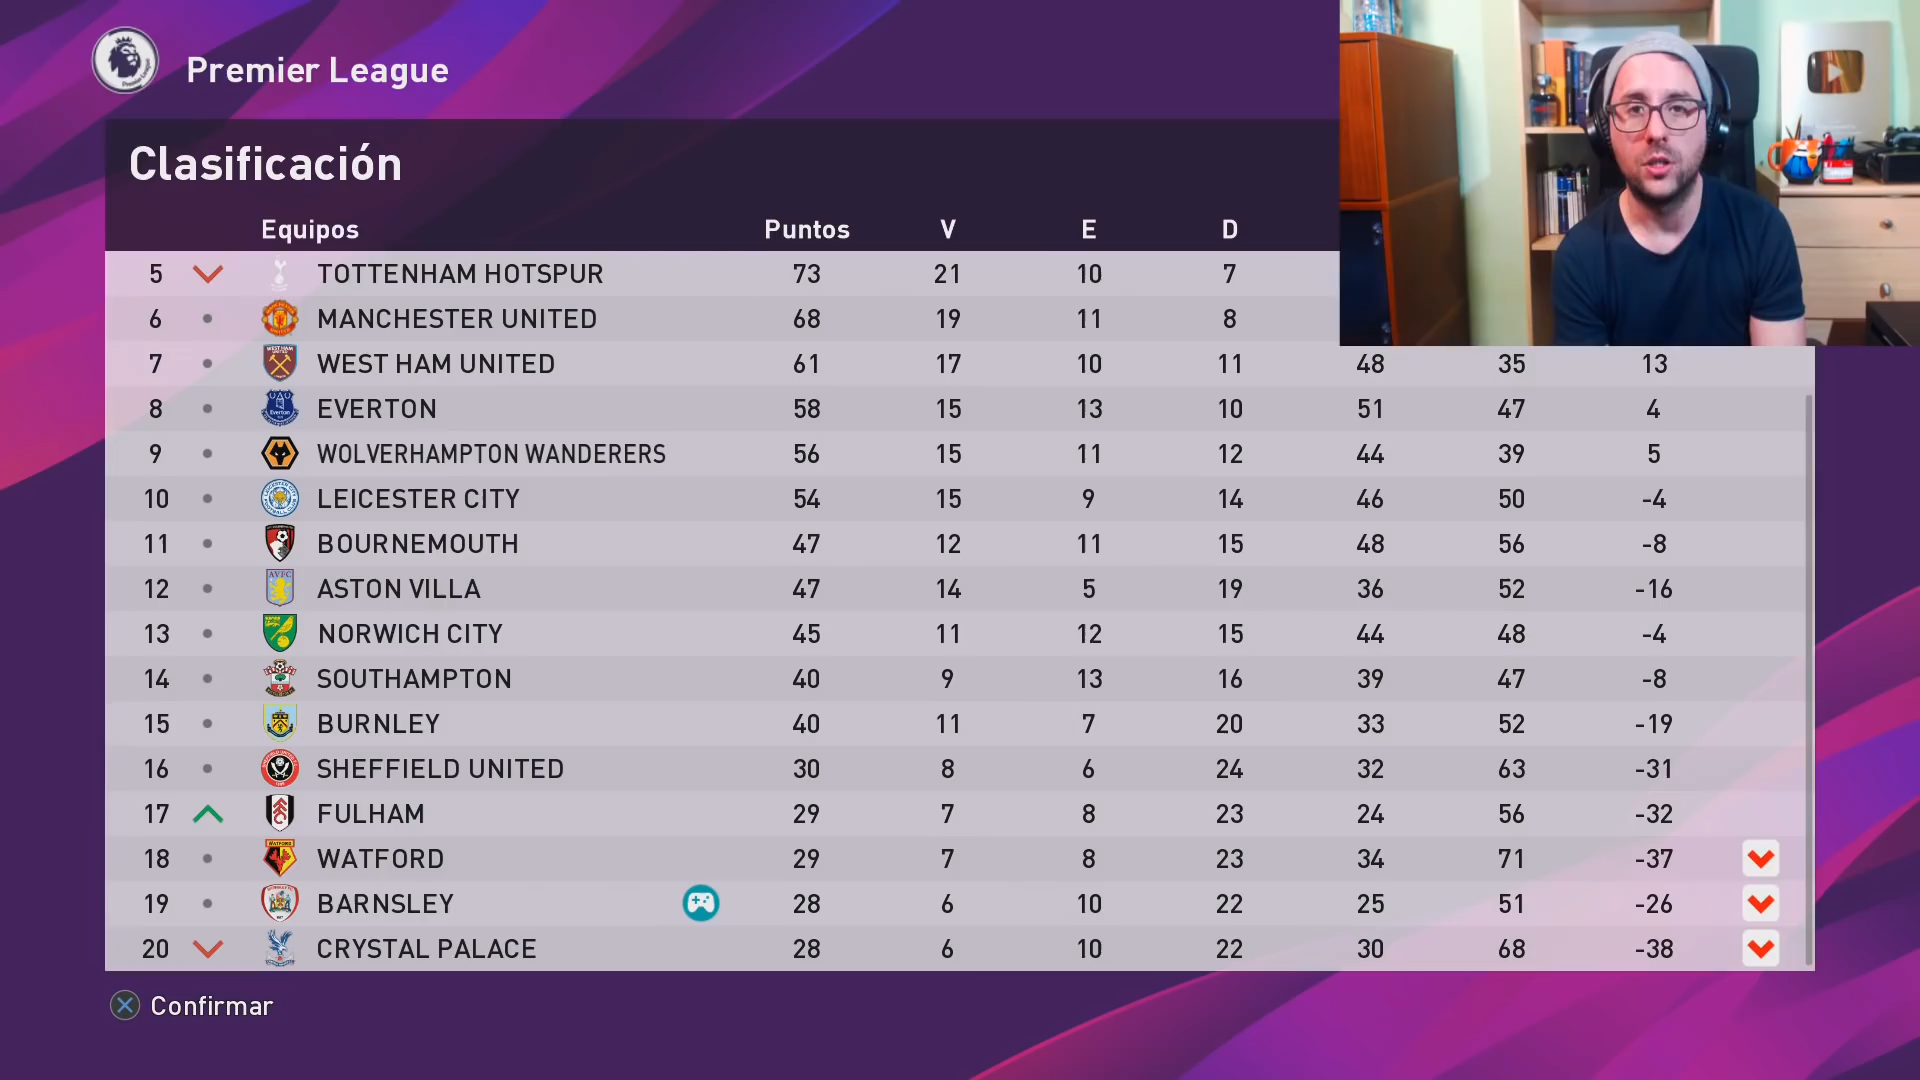 Premier League
Clasificación
Equipos Puntos V E D
5 TOTTENHAM HOTSPUR 73 21 10 7
6 MANCHESTER UNITED 68 19 11 8
7 WEST HAM UNITED 61 17 10 11 48 35 13
8 EVERTON 58 15 13 10 51 47 4
9 WOLVERHAMPTON WANDERERS 56 15 11 12 44 39 5
10 LEICESTER CITY 54 15 9 14 46 50 -4
11 BOURNEMOUTH 47 12 11 15 48 56 -8
12 ASTON VILLA 47 14 5 19 36 52 -16
13 NORWICH CITY 45 11 12 15 44 48 -4
14 SOUTHAMPTON 40 9 13 16 39 47 -8
15 BURNLEY 40 11 7 20 33 52 -19
16 SHEFFIELD UNITED 30 8 6 24 32 63 -31
17 FULHAM 29 7 8 23 24 56 -32
18 WATFORD 29 7 8 23 34 71 -37
19 BARNSLEY 28 6 10 22 25 51 -26
20 CRYSTAL PALACE 28 6 10 22 30 68 -38
Confirmar